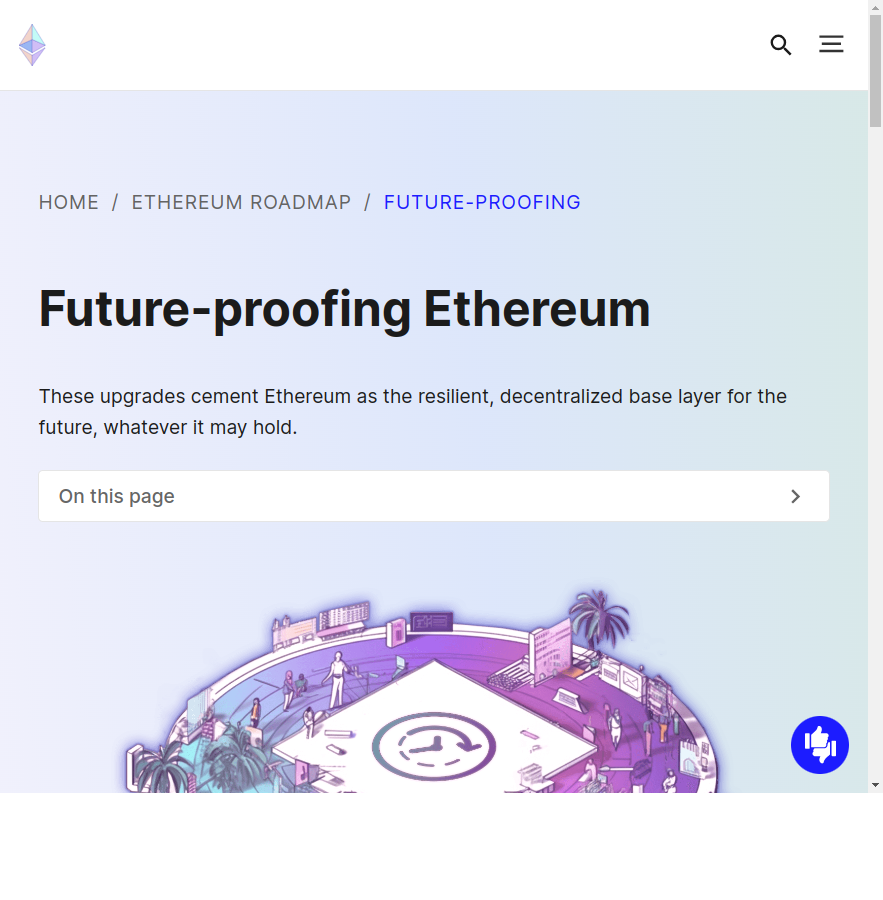 HOME / ETHEREUM ROADMAP / FUTURE-PROOFING
Future-proofing Ethereum
These upgrades cement Ethereum as the resilient, decentralized base layer for the
future, whatever it may hold.
On this page